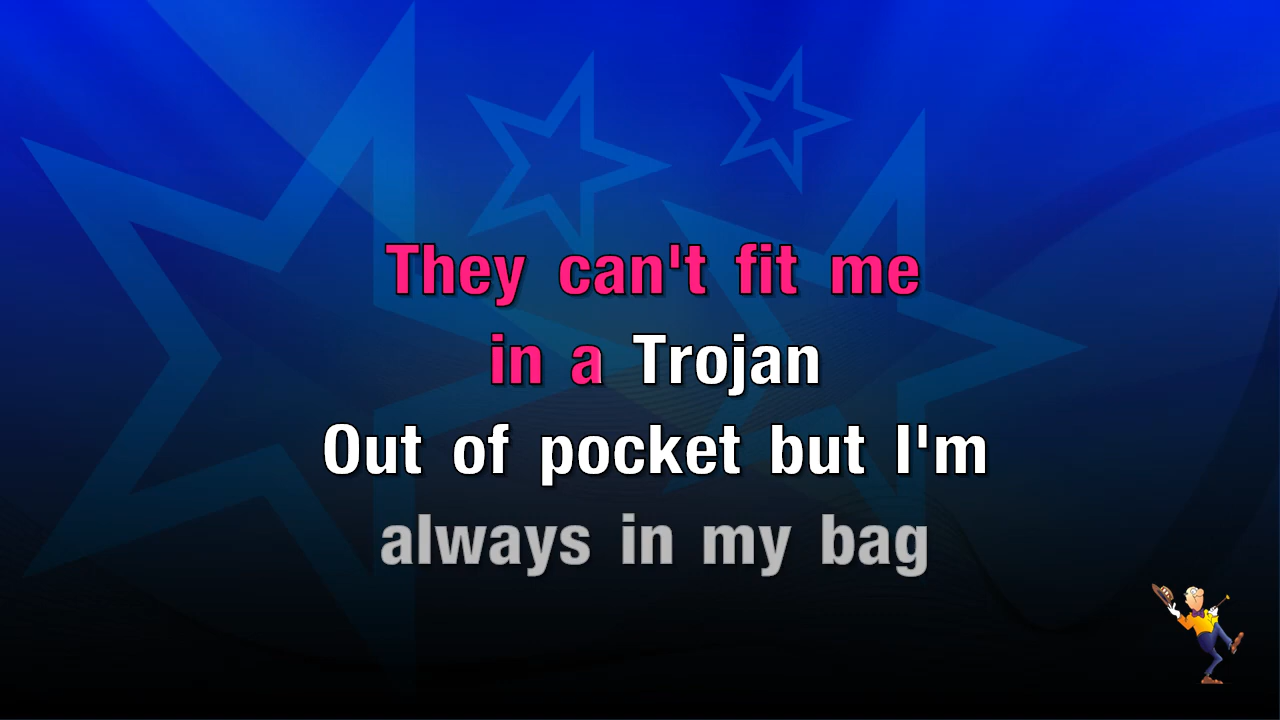 They can't fit me
in a Trojan
Out of pocket but I'm
always in my bag